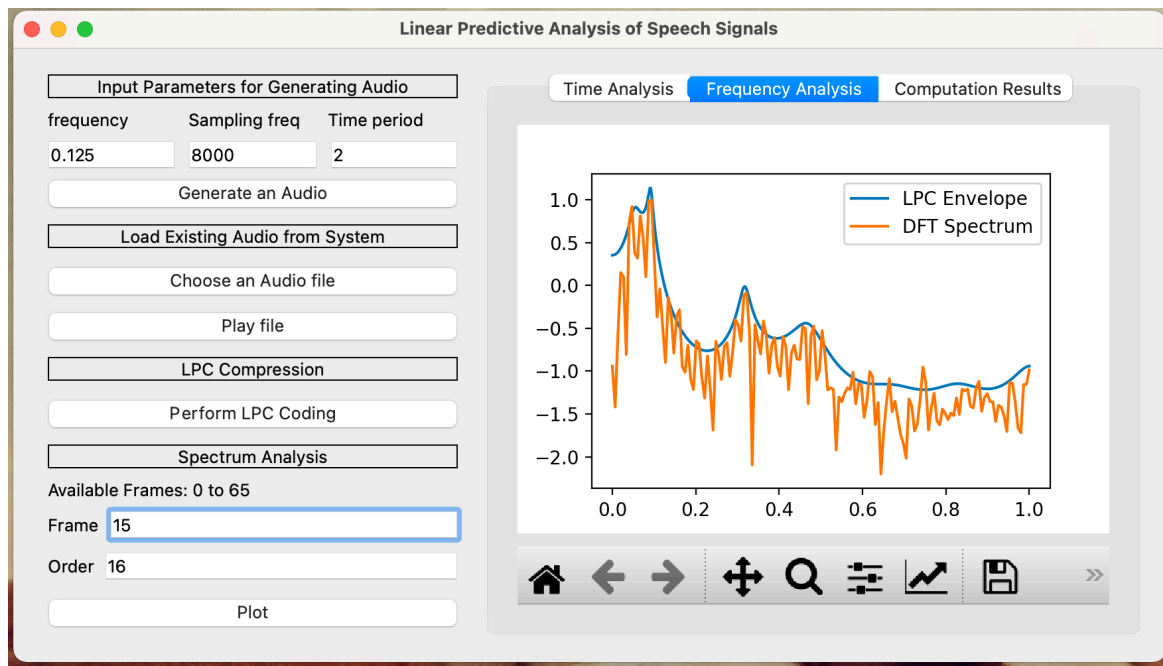 Linear Predictive Analysis of Speech Signals
Input Parameters for Generating Audio
frequency Sampling freq Time period
0.125 8000 2
Generate an Audio
Load Existing Audio from System
Choose an Audio file
Play file
LPC Compression
Perform LPC Coding
Spectrum Analysis
Available Frames: 0 to 65
Frame 15
Order 16
Plot
Time Analysis Frequency Analysis Computation Results
LPC Envelope
DFT Spectrum
1.0
0.5
0.0
−0.5
−1.0
−1.5
−2.0
0.0 0.2 0.4 0.6 0.8 1.0
»